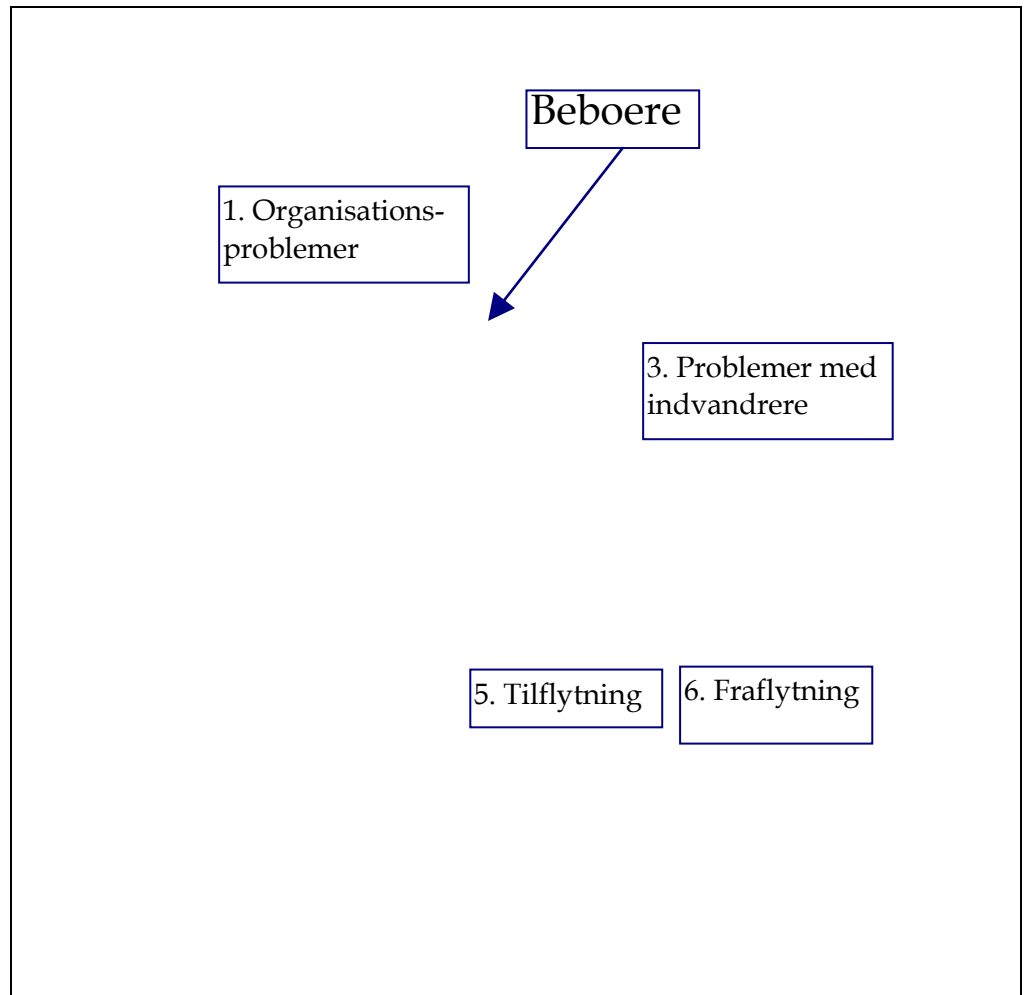 Beboere
1. Organisations-
problemer
3. Problemer med
indvandrere
5. Tilflytning
6. Fraflytning